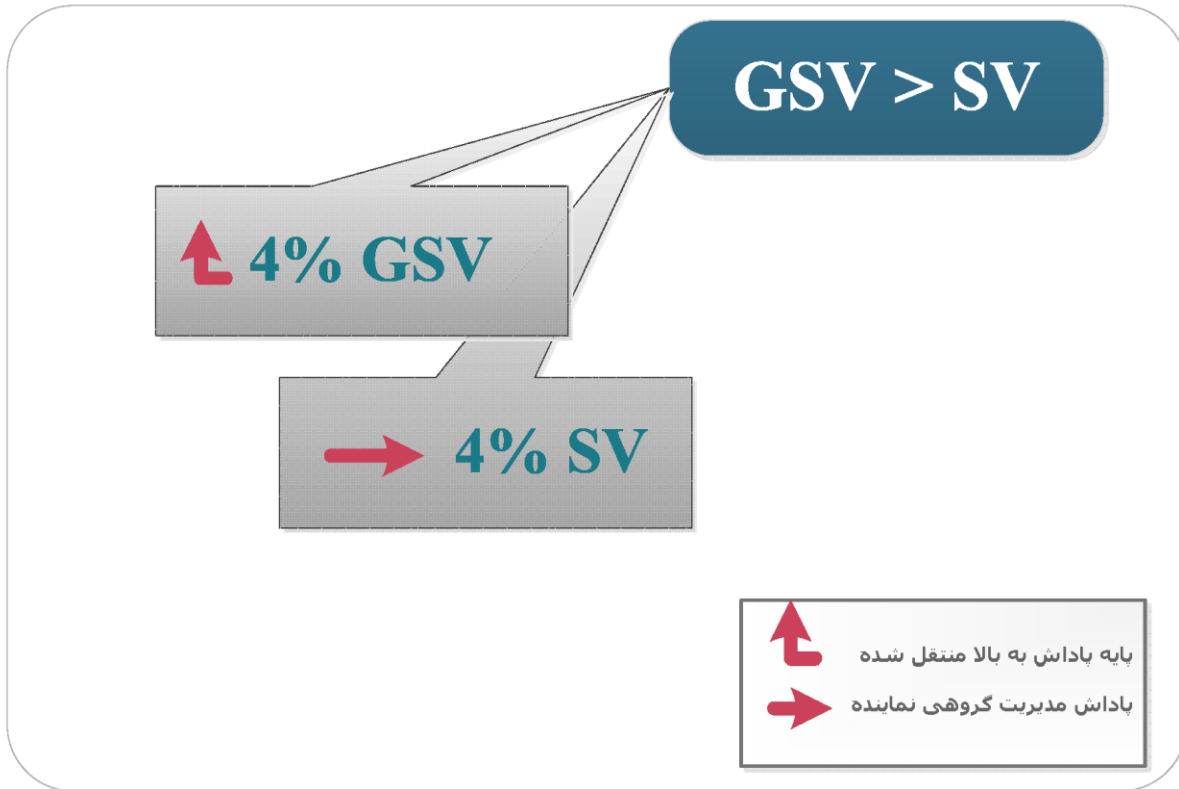 GSV > SV
4% GSV
4% SV
پایه پاداش به بالا منتقل شده
پاداش مدیریت گروهی نماینده